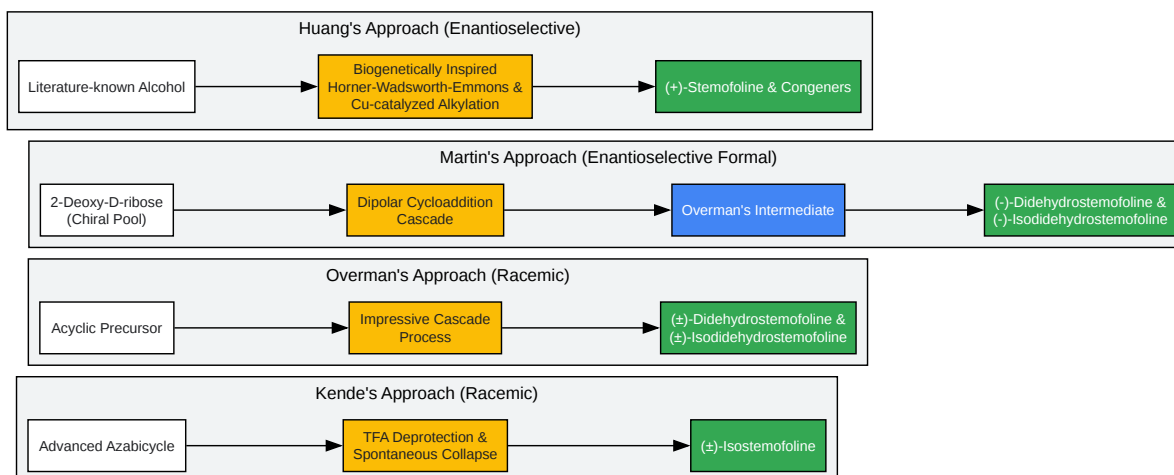 Huang's Approach (Enantioselective)
Literature-known Alcohol
Biogenetically Inspired
Horner-Wadsworth-Emmons &
Cu-catalyzed Alkylation
(+)-Stemofoline & Congeners
Martin's Approach (Enantioselective Formal)
2-Deoxy-D-ribose
(Chiral Pool)
Dipolar Cycloaddition
Cascade
Overman's Intermediate
(-)-Didehydrostemofoline &
(-)-Isodidehydrostemofoline
Overman's Approach (Racemic)
Acyclic Precursor
Impressive Cascade
Process
(±)-Didehydrostemofoline &
(±)-Isodidehydrostemofoline
Kende's Approach (Racemic)
Advanced Azabicycle
TFA Deprotection &
Spontaneous Collapse
(±)-Isostemofoline